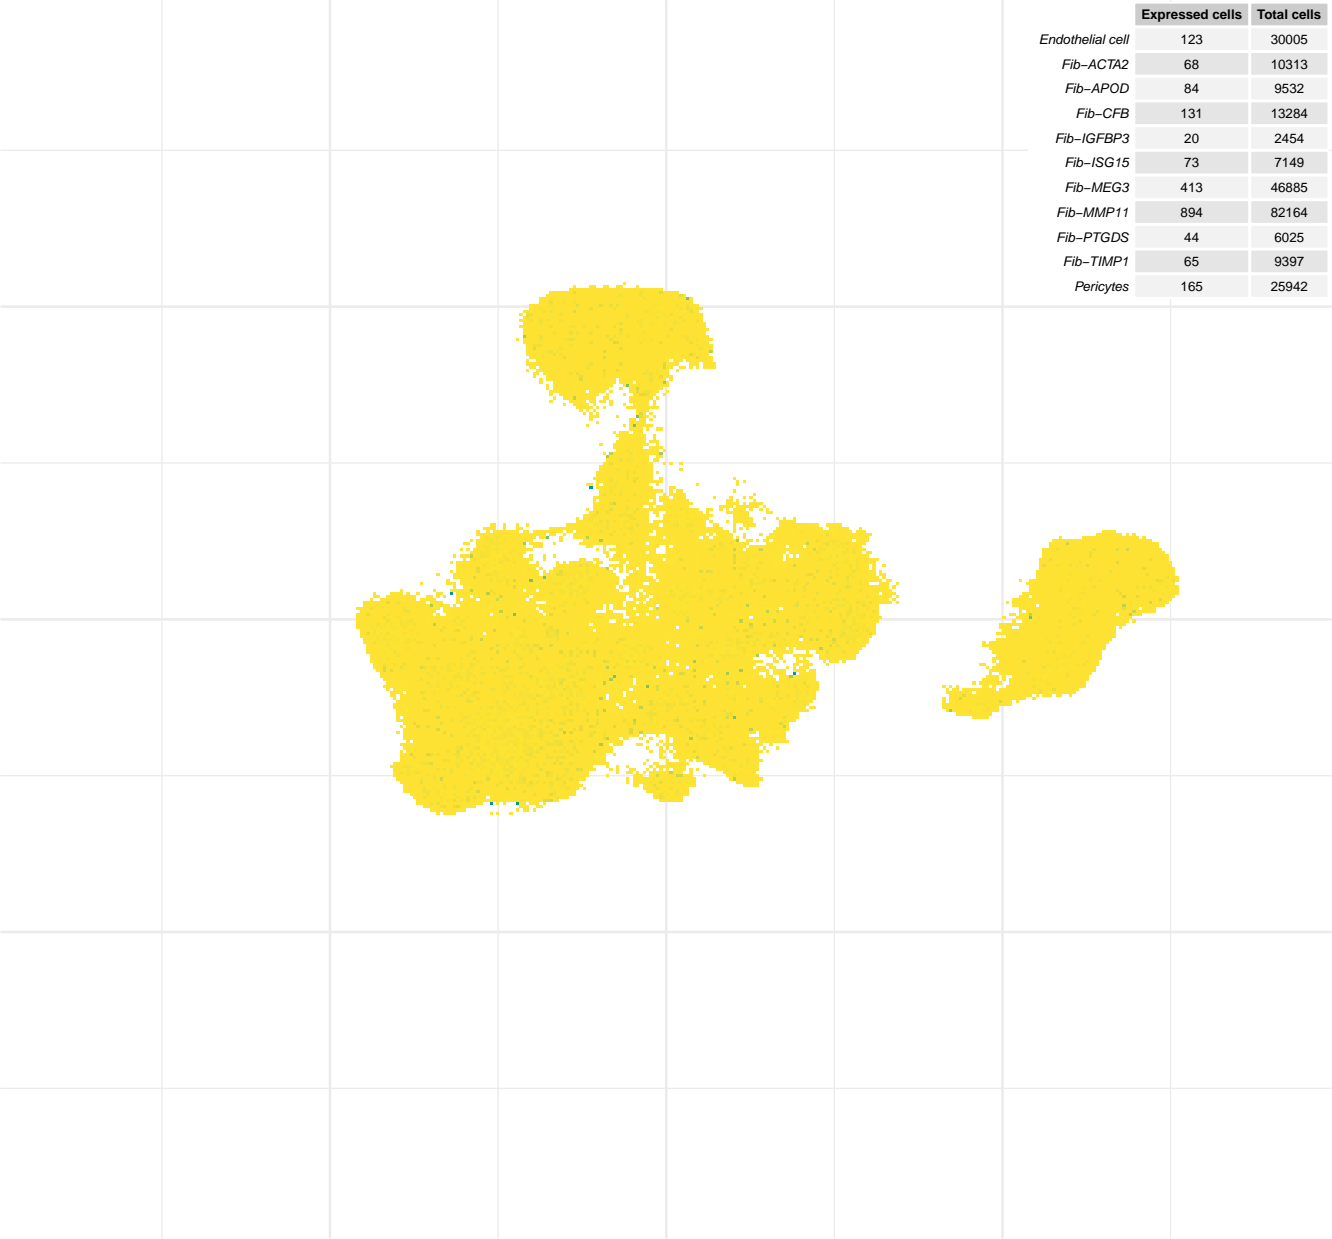 Expressed cells Total cells
Endothelial cell 123 30005
Fib−ACTA2 68 10313
Fib−APOD 84 9532
Fib−CFB 131 13284
Fib−IGFBP3 20 2454
Fib−ISG15 73 7149
Fib−MEG3 413 46885
Fib−MMP11 894 82164
Fib−PTGDS 44 6025
Fib−TIMP1 65 9397
Pericytes 165 25942